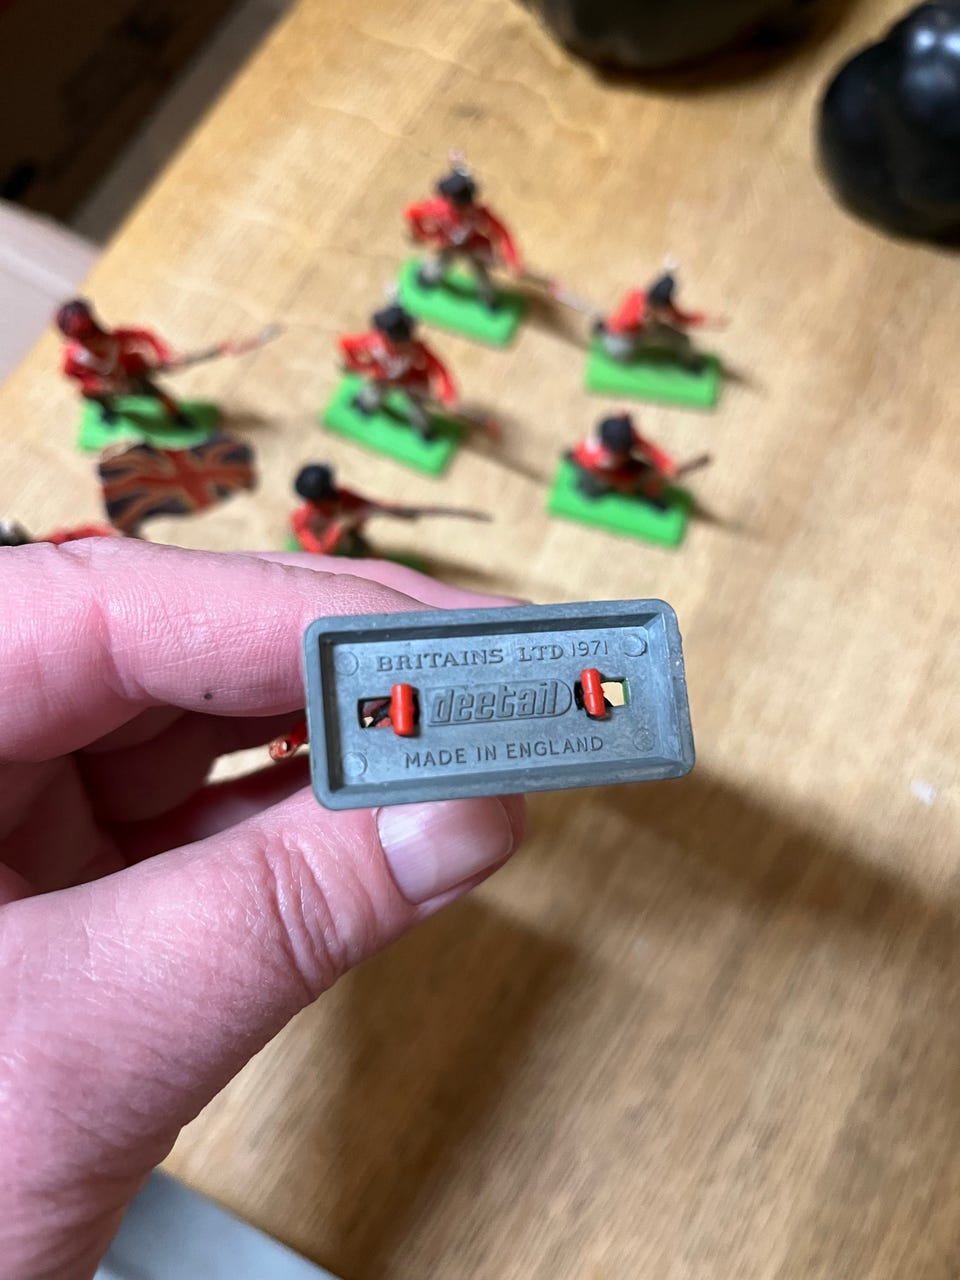 BRITAINS LTD 1971
deetail
MADE IN ENGLAND